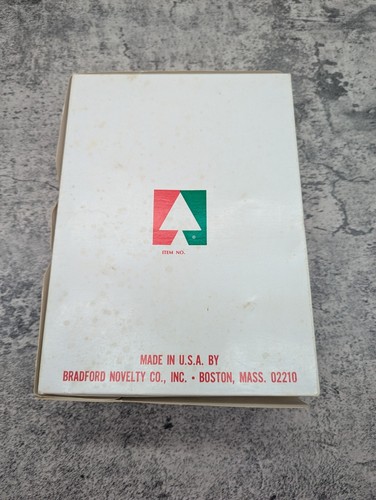 ITEM NO.
MADE IN U.S.A. BY
BRADFORD NOVELTY CO., INC. • BOSTON, MASS. 02210